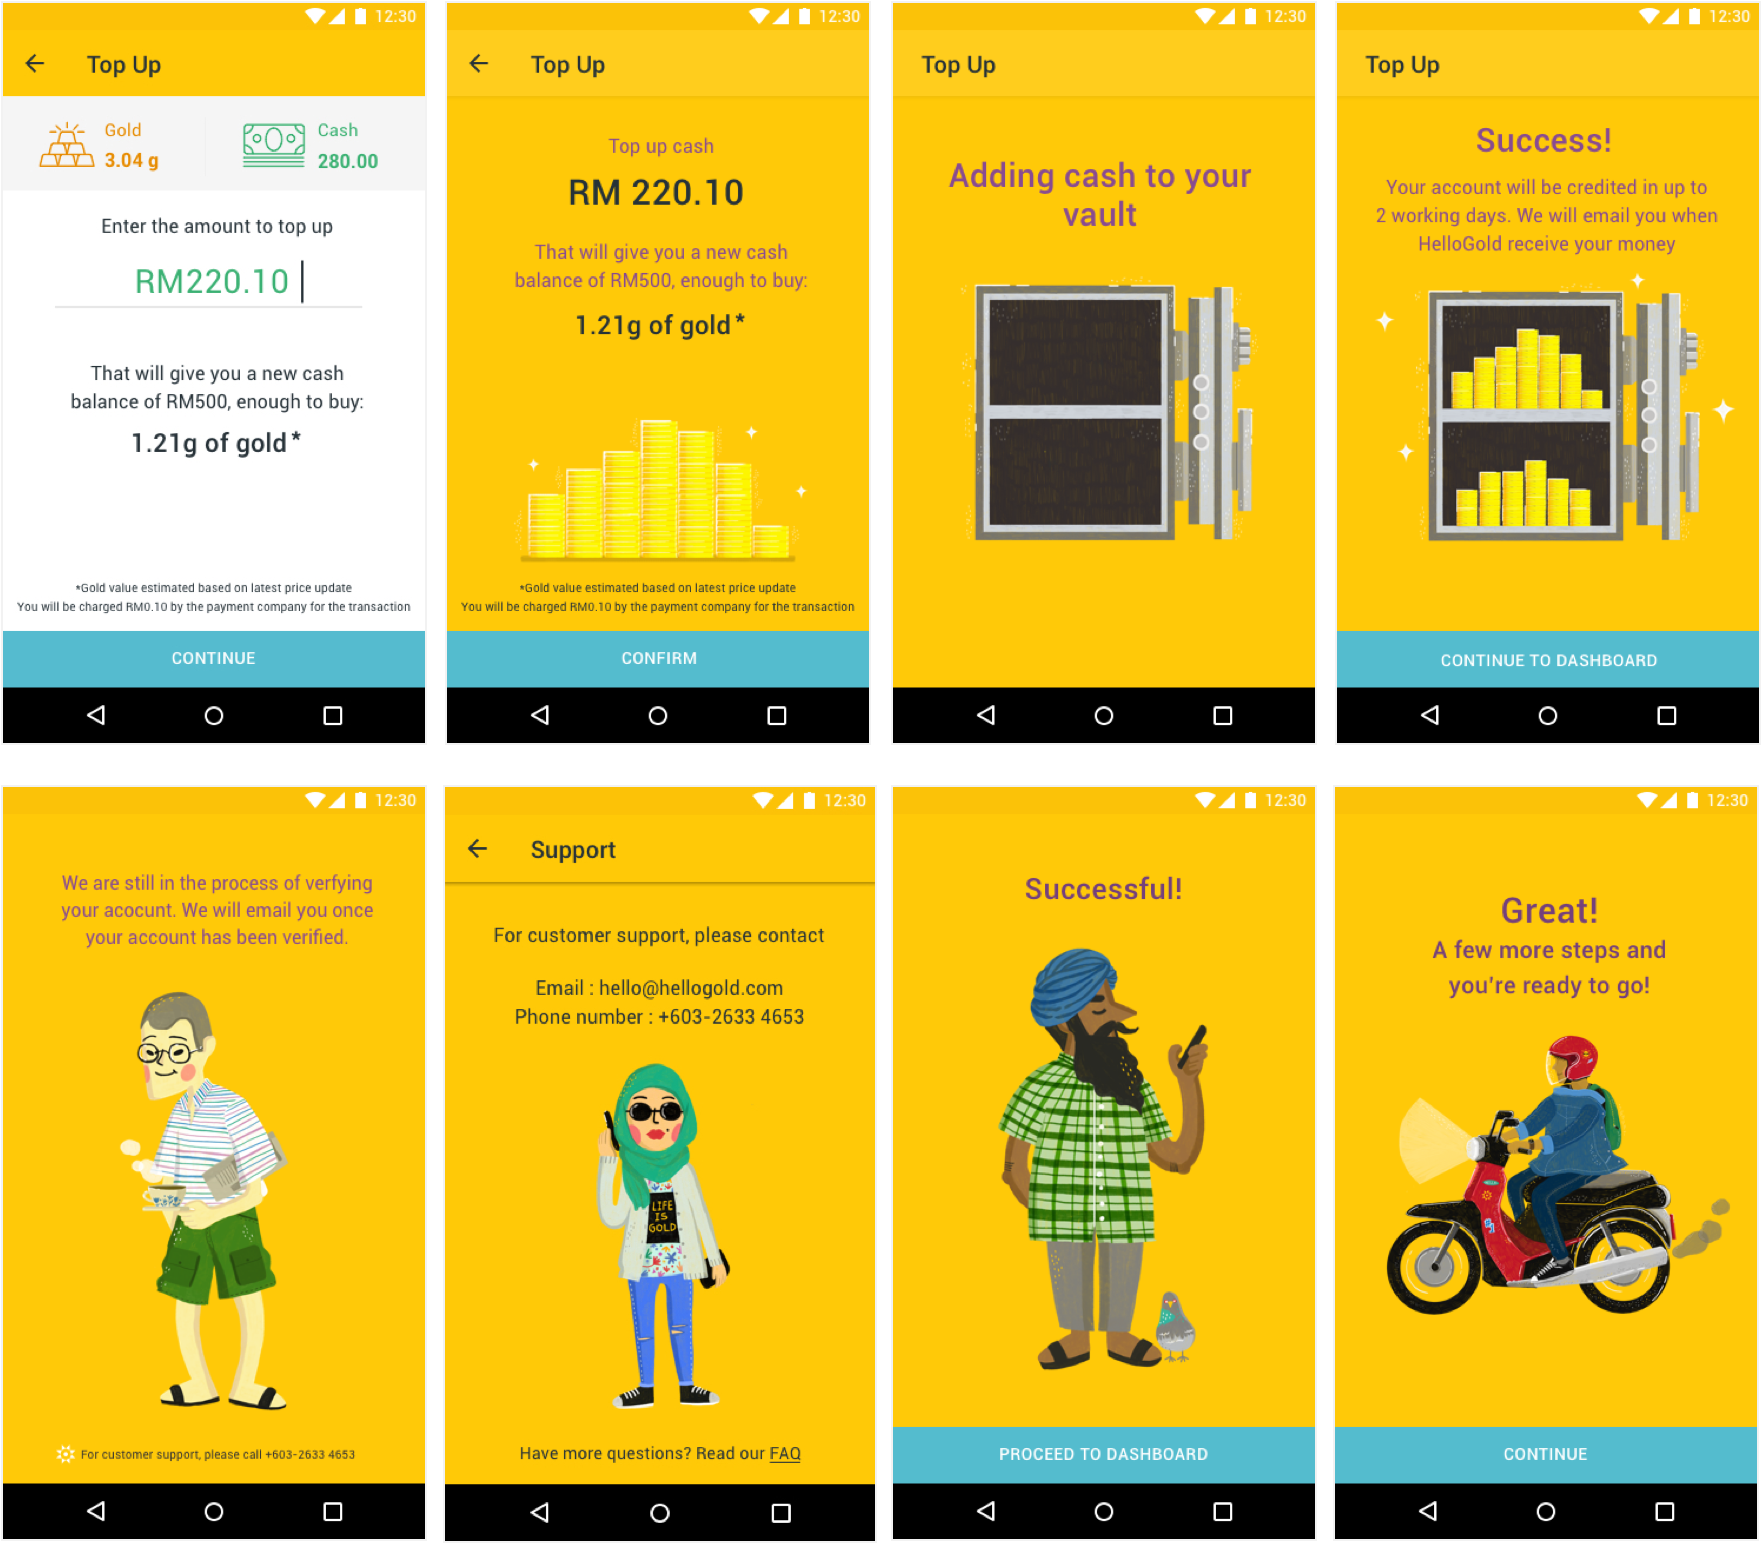 12:30
Top Up
Gold
3.04 g
Cash
280.00
Enter the amount to top up
RM220.10
That will give you a new cash
balance of RM500, enough to buy:
1.21g of gold*
*Gold value estimated based on latest price update
You will be charged RM0.10 by the payment company for the transaction
CONTINUE
12:30
Top Up
Top up cash
RM 220.10
That will give you a new cash
balance of RM500, enough to buy:
1.21g of gold*
*Gold value estimated based on latest price update
You will be charged RM0.10 by the payment company for the transaction
CONFIRM
12:30
Top Up
Adding cash to your
vault
12:30
Top Up
Success!
Your account will be credited in up to
2 working days. We will email you when
HelloGold receive your money
CONTINUE TO DASHBOARD
12:30
We are still in the process of verfying
your acocunt. We will email you once
your account has been verified.
For customer support, please call +603-2633 4653
12:30
Support
For customer support, please contact
Email : hello@hellogold.com
Phone number : +603-2633 4653
LIFE
IS
GOLD
Have more questions? Read our FAQ
12:30
Successful!
PROCEED TO DASHBOARD
12:30
Great!
A few more steps and
you're ready to go!
#1
CONTINUE